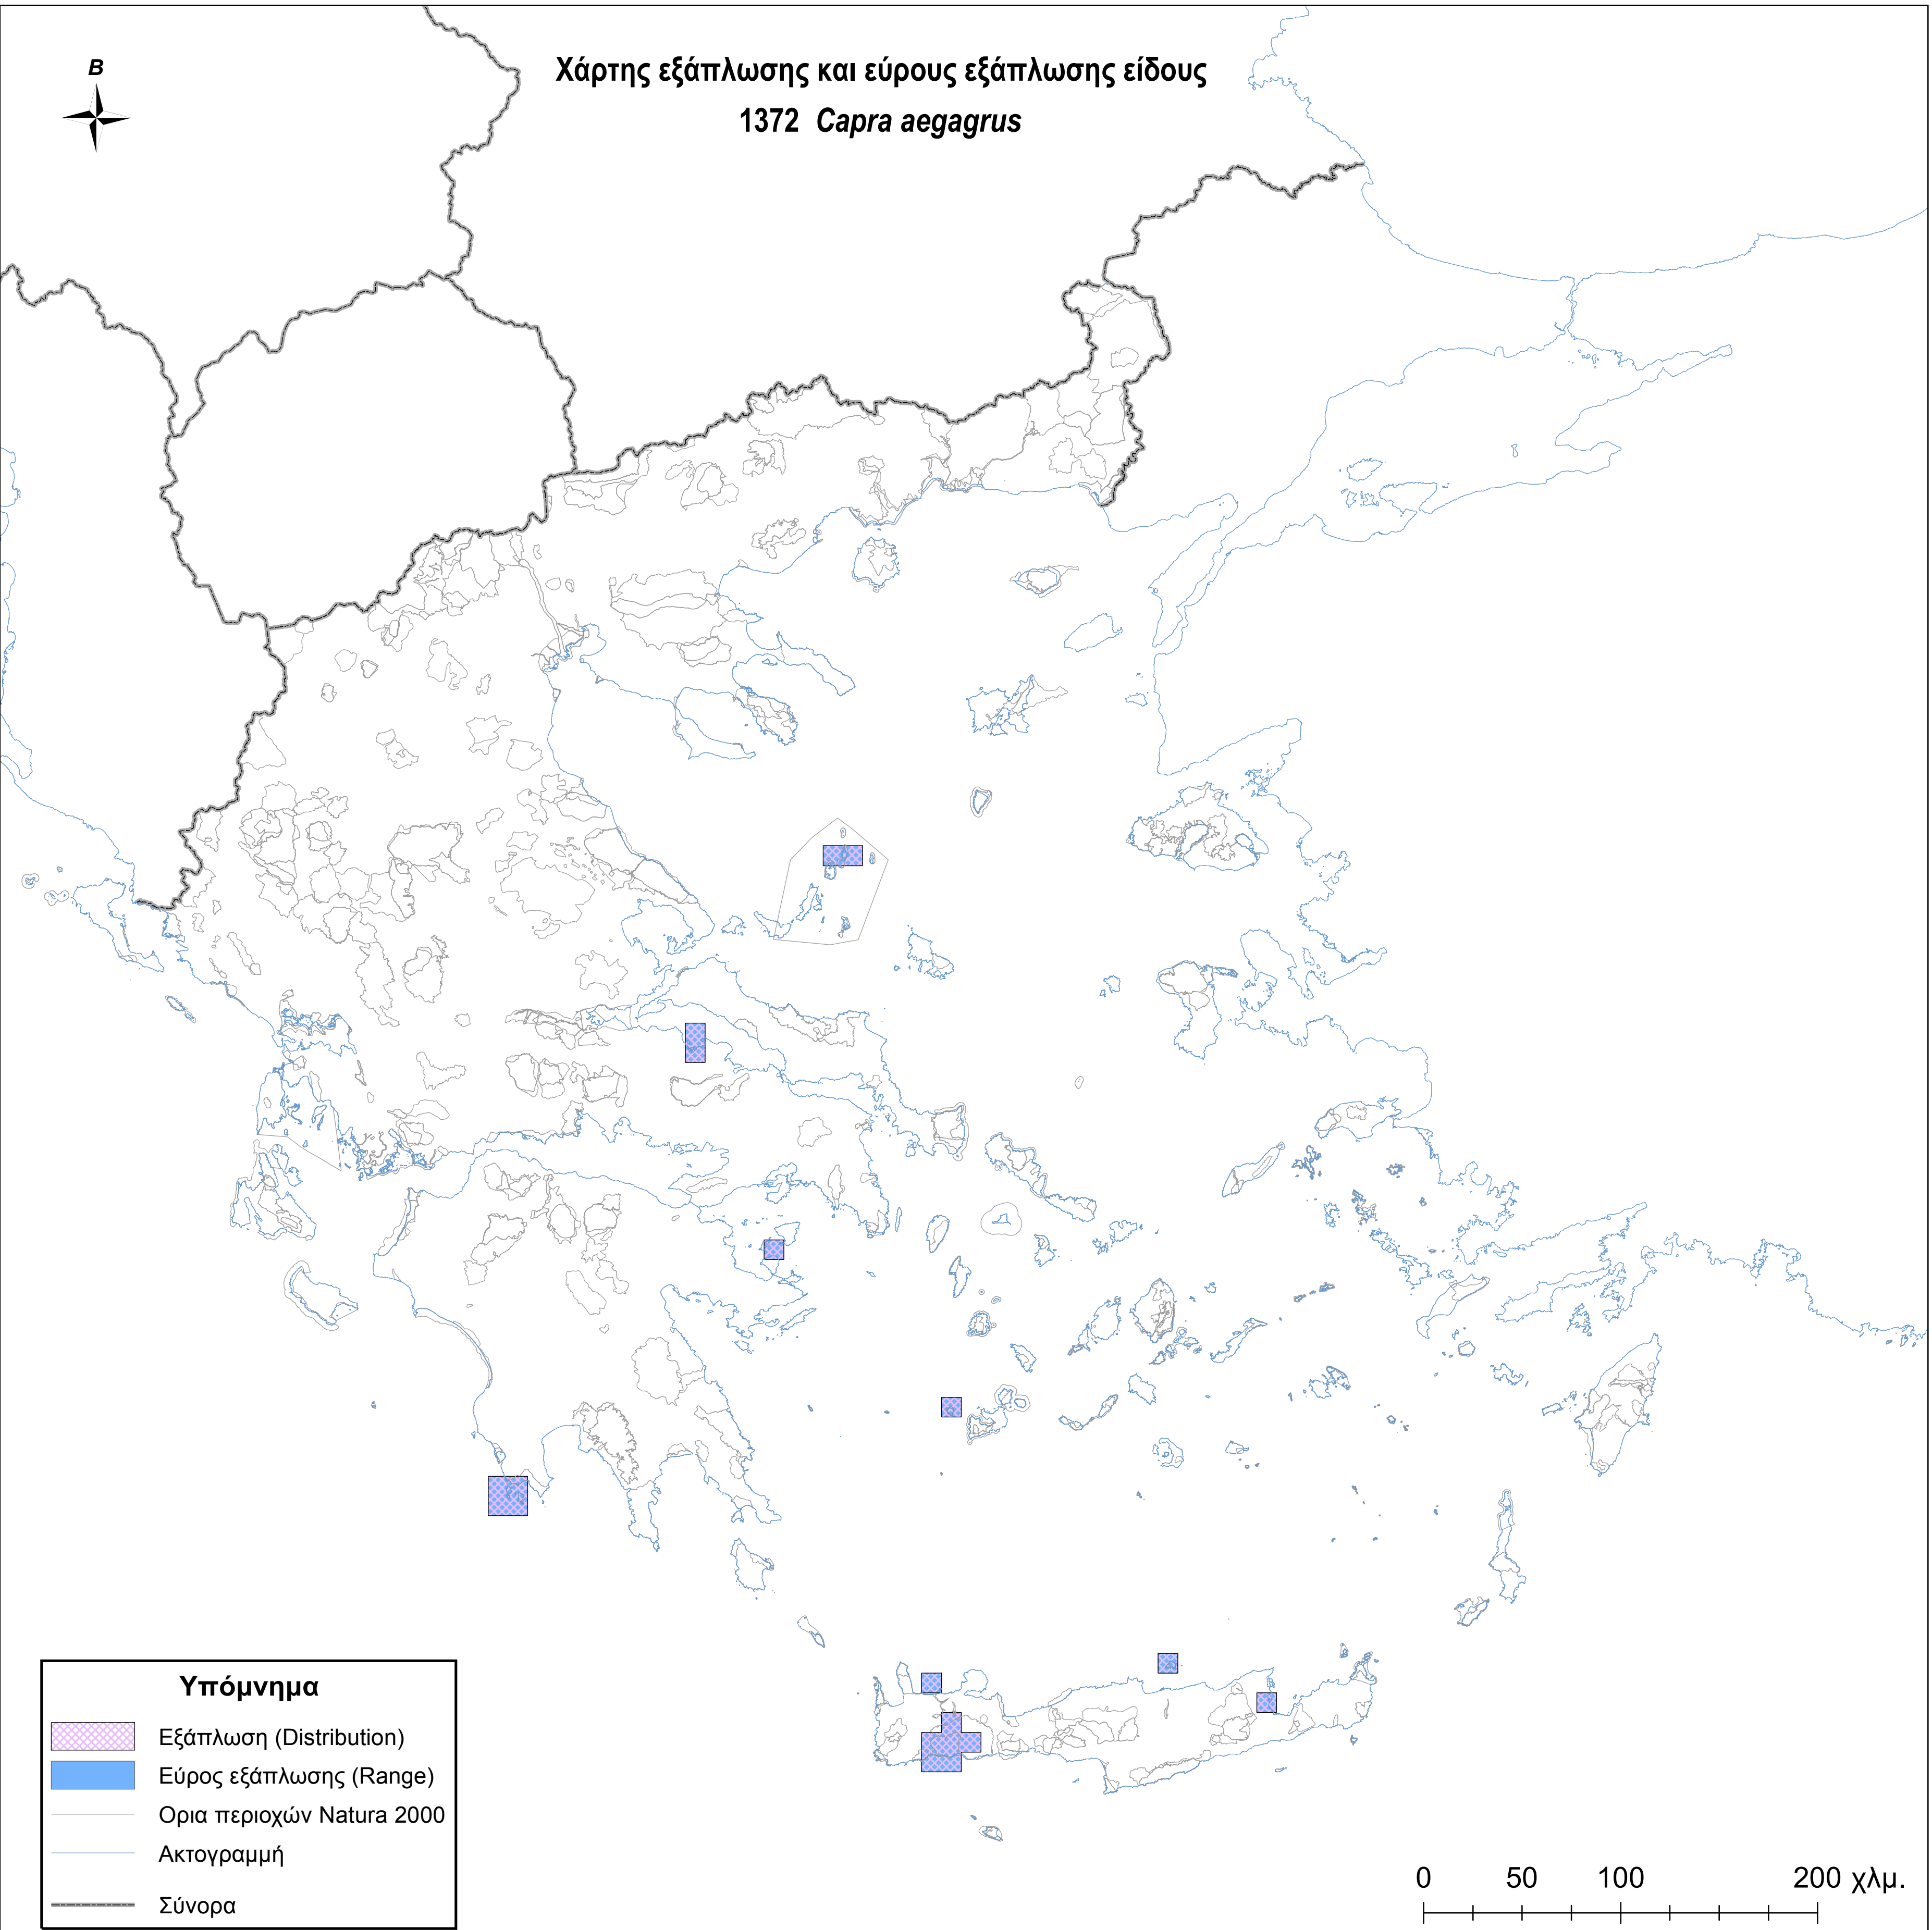 Χάρτης εξάπλωσης και εύρους εξάπλωσης είδους
1372 Capra aegagrus
B
Υπόμνημα
Εξάπλωση (Distribution)
Εύρος εξάπλωσης (Range)
Ορια περιοχών Natura 2000
Ακτογραμμή
Σύνορα
0 50 100 200 χλμ.